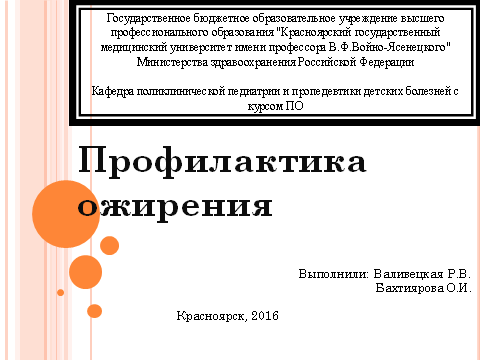 Государственное бюджетное образовательное учреждение высшего
профессионального образования "Красноярский государственный
медицинский университет имени профессора В.Ф.Войно-Ясенецкого"
Министерства здравоохранения Российской Федерации
Кафедра поликлинической педиатрии и пропедевтики детских болезней с
курсом ПО
Профилактика
ожирения
Выполнили: Валивецкая Р.В.
Вахтиярова О.И.
Красноярск, 2016